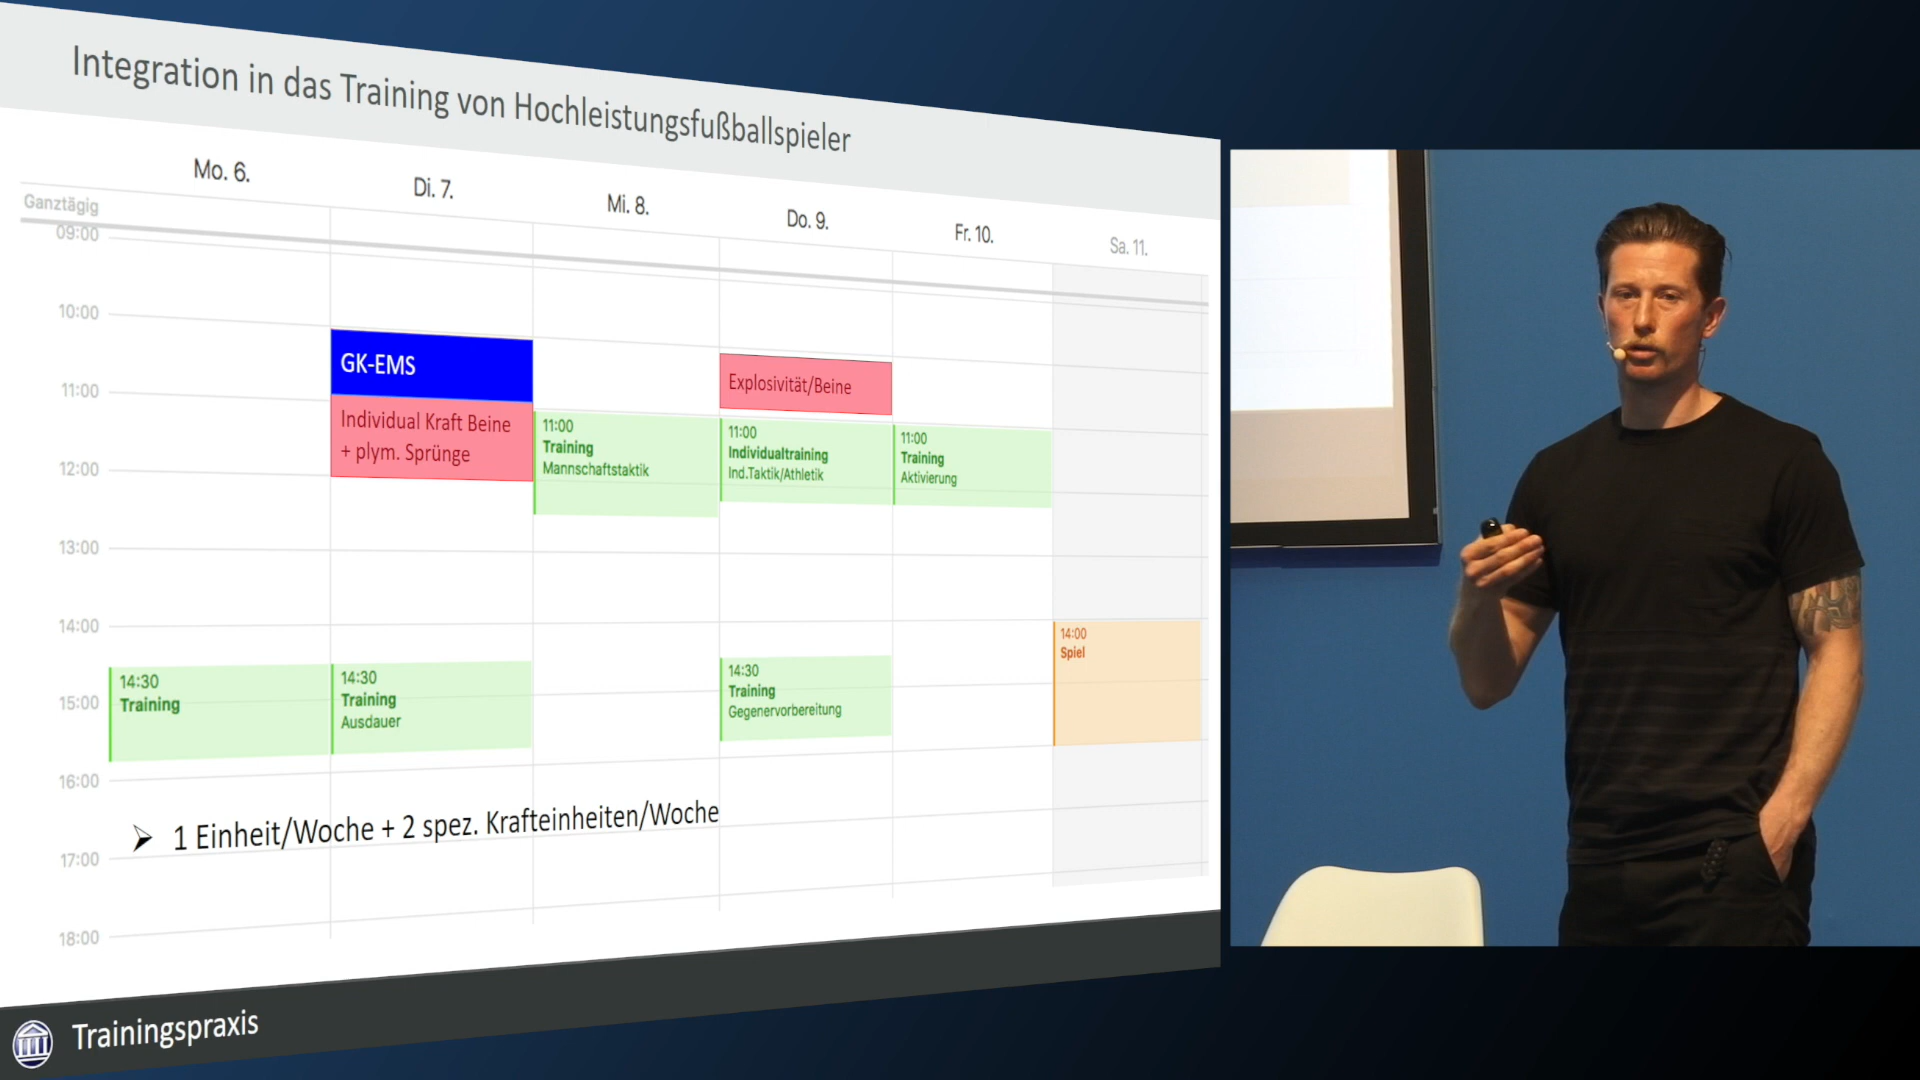 Integration in das Training von Hochleistungsfußballspieler
Mo. 6.
Di. 7.
Mi. 8.
Do. 9.
Fr. 10.
Sa. 11.
Ganztägig
09:00
10:00
11:00
12:00
13:00
14:00
15:00
16:00
17:00
18:00
14:30
Training
GK-EMS
Individual Kraft Beine
+ plym. Sprünge
14:30
Training
Ausdauer
11:00
Training
Mannschaftstaktik
Explosivität/Beine
11:00
Individualtraining
Ind.Taktik/Athletik
14:30
Training
Gegenervorbereitung
11:00
Training
Aktivierung
14:00
Spiel
➢ 1 Einheit/Woche + 2 spez. Krafteinheiten/Woche
Trainingspraxis